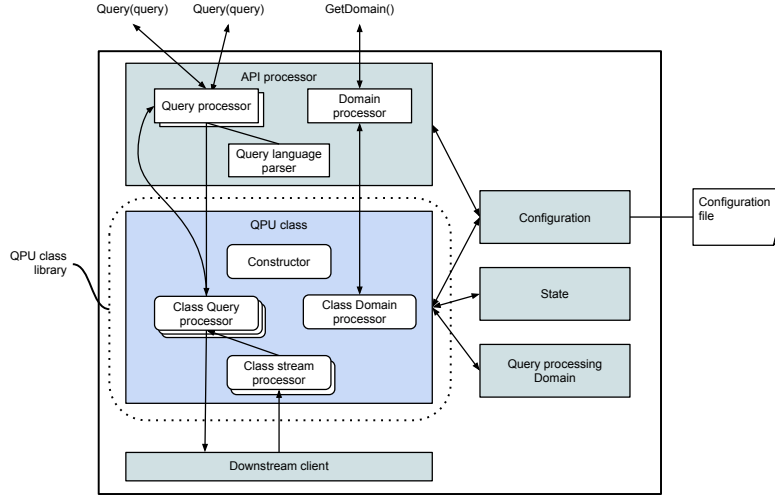 Query(query)
Query(query)
GetDomain()
API processor
Query processor
Domain
processor
Query language
parser
QPU class
library
QPU class
Constructor
Class Query
processor
Class Domain
processor
Class stream
processor
Downstream client
Configuration
Configuration
file
State
Query processing
Domain